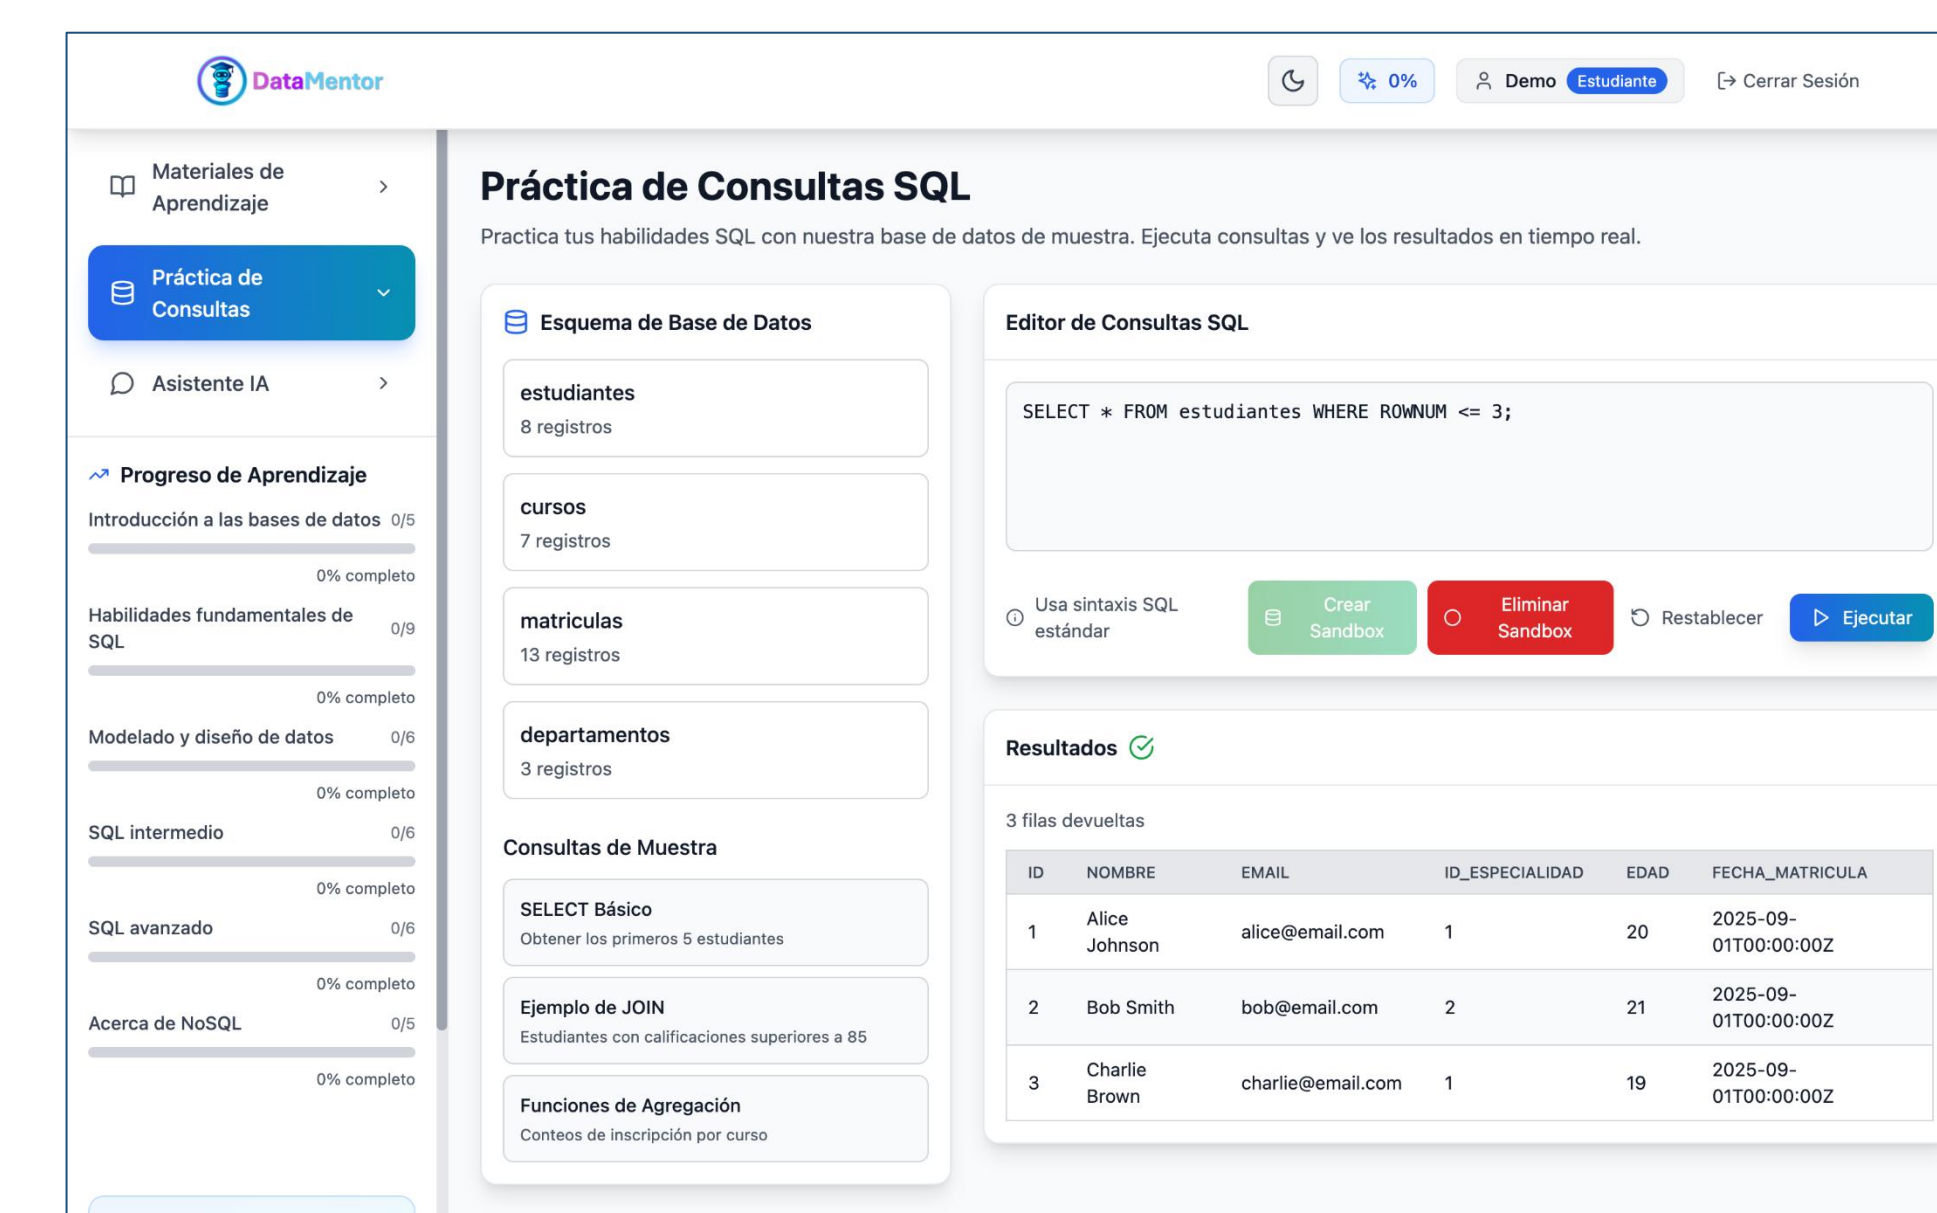 DataMentor
0%
Demo Estudiante
Cerrar Sesión
Materiales de
Aprendizaje
Práctica de
Consultas
Asistente IA
Progreso de Aprendizaje
Introducción a las bases de datos 0/5
0% completo
Habilidades fundamentales de
SQL
0/9
0% completo
Modelado y diseño de datos 0/6
0% completo
SQL intermedio 0/6
0% completo
SQL avanzado 0/6
0% completo
Acerca de NoSQL 0/5
0% completo
Práctica de Consultas SQL
Practica tus habilidades SQL con nuestra base de datos de muestra. Ejecuta consultas y ve los resultados en tiempo real.
Esquema de Base de Datos
estudiantes
8 registros
cursos
7 registros
matriculas
13 registros
departamentos
3 registros
Consultas de Muestra
SELECT Básico
Obtener los primeros 5 estudiantes
Ejemplo de JOIN
Estudiantes con calificaciones superiores a 85
Funciones de Agregación
Conteos de inscripción por curso
Editor de Consultas SQL
SELECT * FROM estudiantes WHERE ROWNUM <= 3;
Usa sintaxis SQL
estándar
Crear
Sandbox
Eliminar
Sandbox
Restablecer
Ejecutar
Resultados
3 filas devueltas
ID NOMBRE EMAIL ID_ESPECIALIDAD EDAD FECHA_MATRICULA
1 Alice Johnson alice@email.com 1 20 2025-09-01T00:00:00Z
2 Bob Smith bob@email.com 2 21 2025-09-01T00:00:00Z
3 Charlie Brown charlie@email.com 1 19 2025-09-01T00:00:00Z